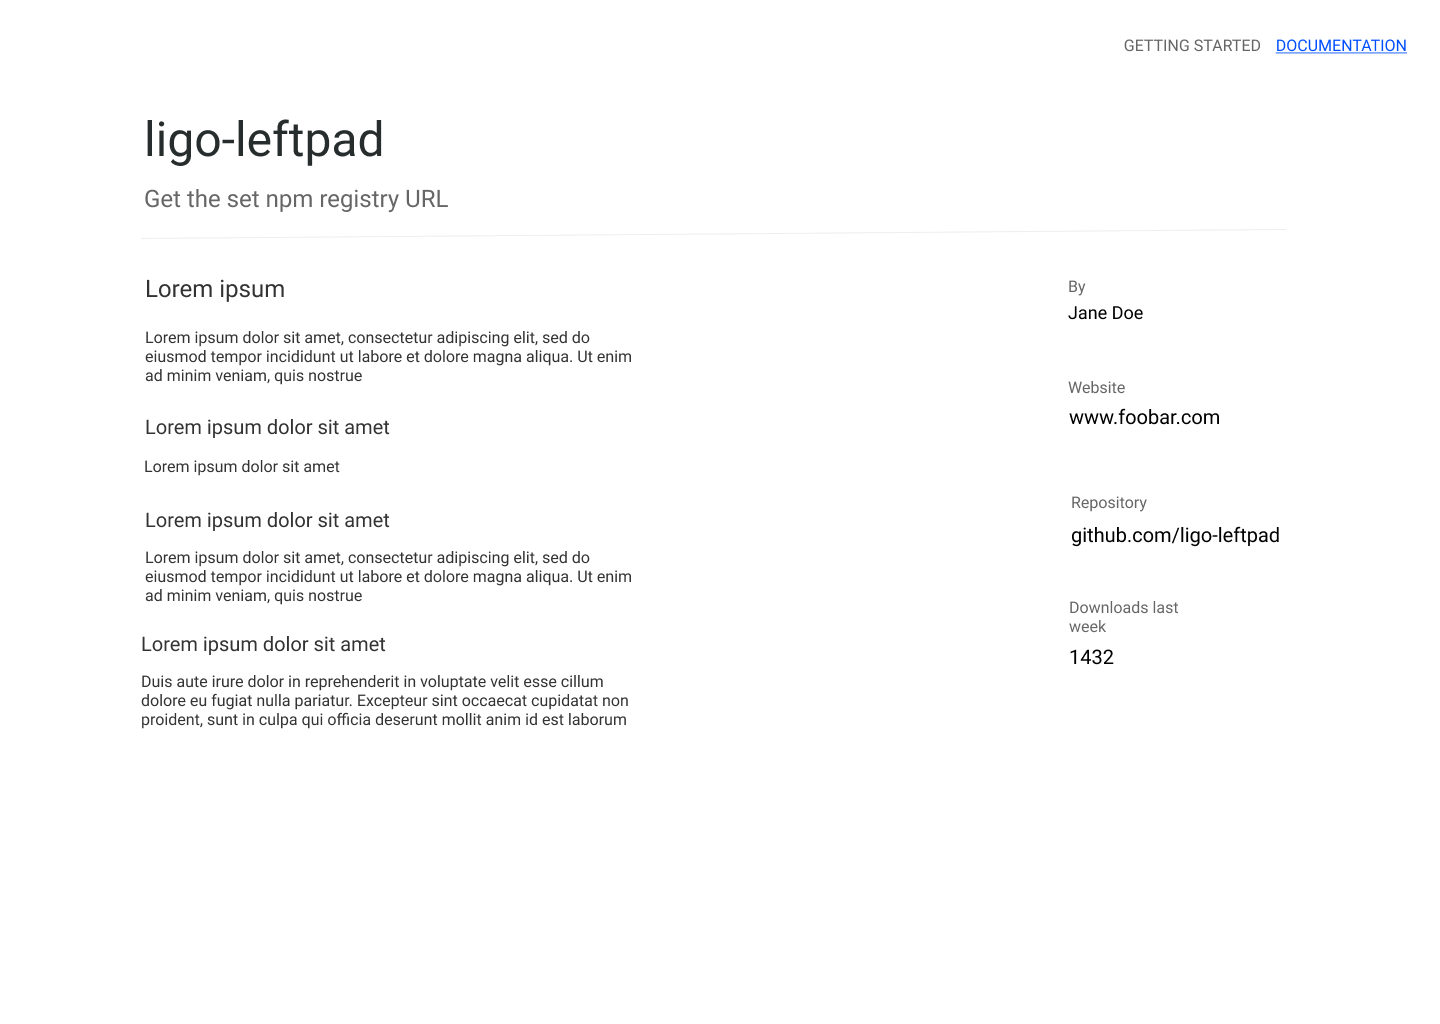 GETTING STARTED DOCUMENTATION
ligo-leftpad
Get the set npm registry URL
Lorem ipsum
Lorem ipsum dolor sit amet, consectetur adipiscing elit, sed do
eiusmod tempor incididunt ut labore et dolore magna aliqua. Ut enim
ad minim veniam, quis nostrue
Lorem ipsum dolor sit amet
Lorem ipsum dolor sit amet
Lorem ipsum dolor sit amet
Lorem ipsum dolor sit amet, consectetur adipiscing elit, sed do
eiusmod tempor incididunt ut labore et dolore magna aliqua. Ut enim
ad minim veniam, quis nostrue
Lorem ipsum dolor sit amet
Duis aute irure dolor in reprehenderit in voluptate velit esse cillum
dolore eu fugiat nulla pariatur. Excepteur sint occaecat cupidatat non
proident, sunt in culpa qui officia deserunt mollit anim id est laborum
By
Jane Doe
Website
www.foobar.com
Repository
github.com/ligo-leftpad
Downloads last
week
1432